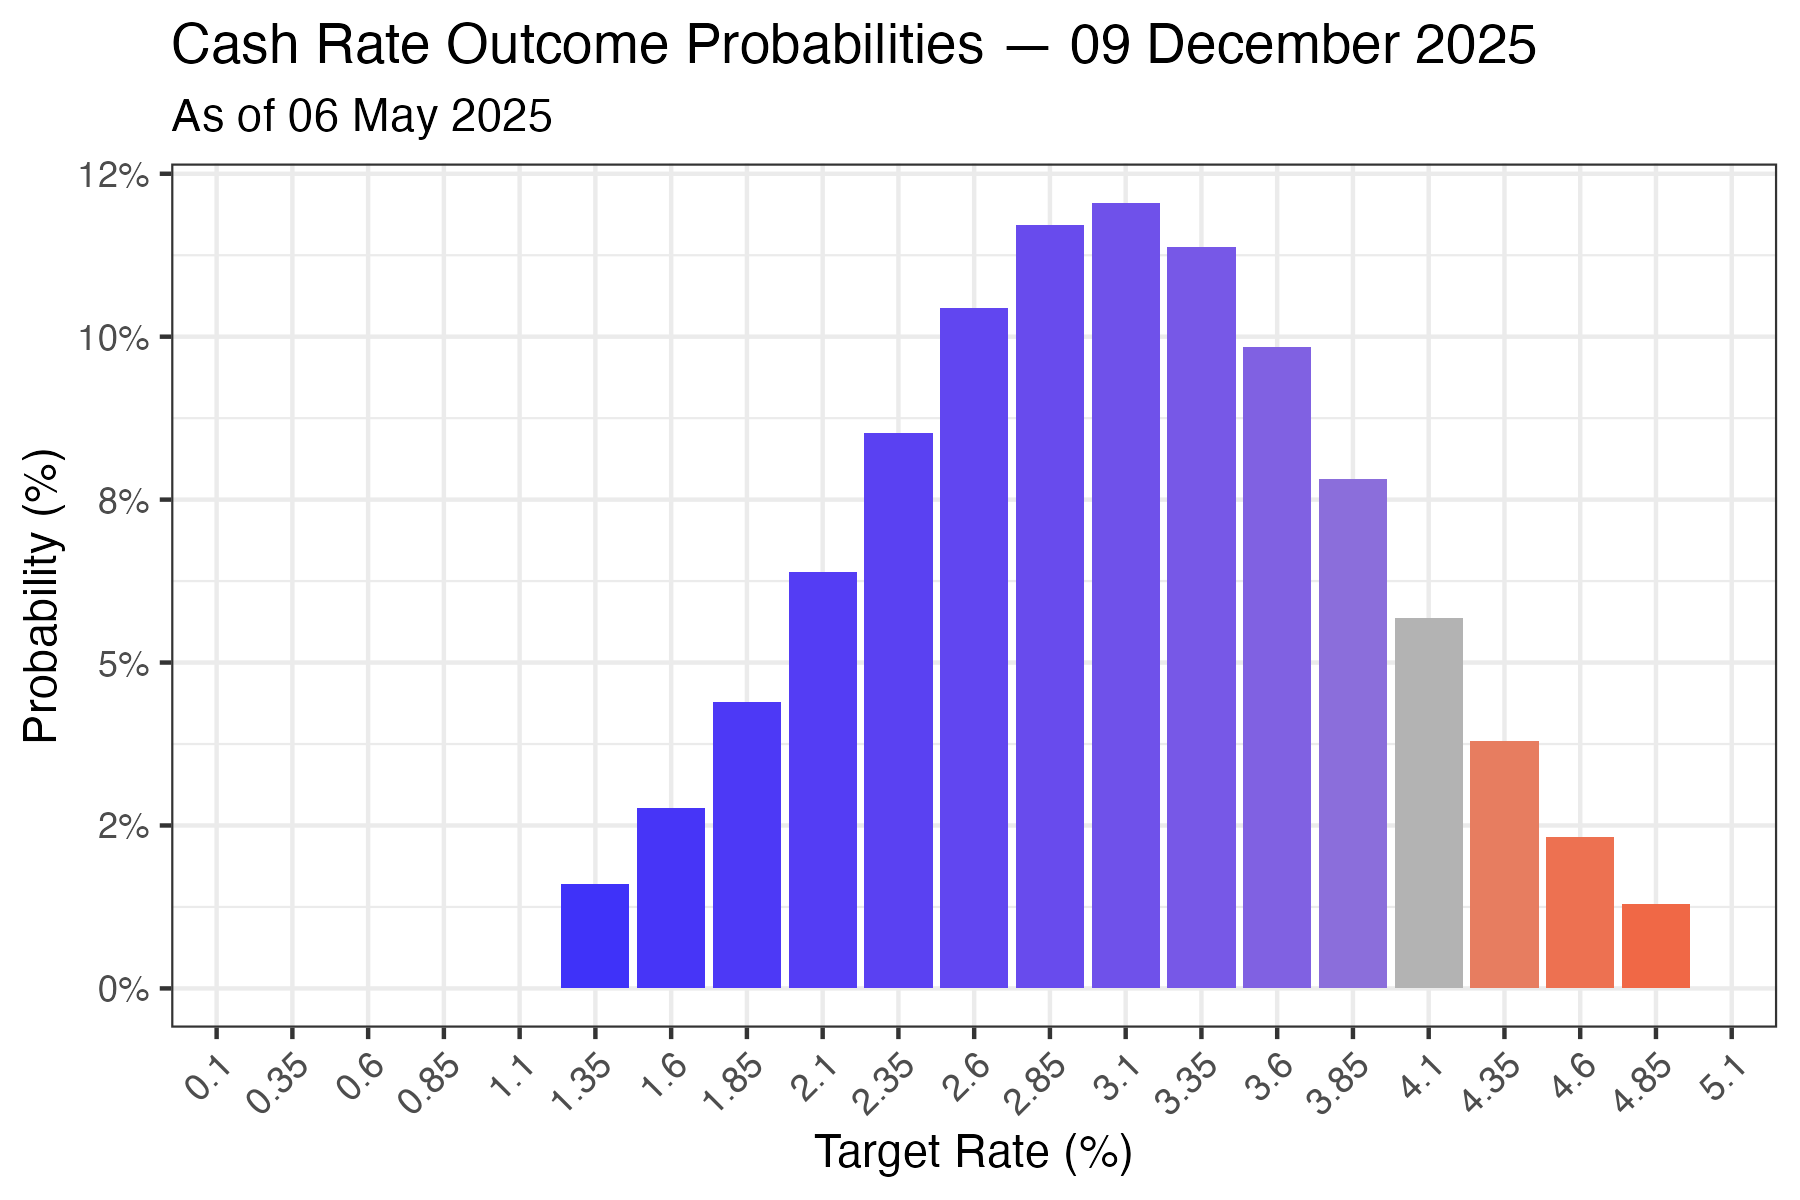 Cash Rate Outcome Probabilities — 09 December 2025
As of 06 May 2025
Probability (%)
12%
10%
8%
5%
2%
0%
0.1 0.35 0.6 0.85 1.1 1.35 1.6 1.85 2.1 2.35 2.6 2.85 3.1 3.35 3.6 3.85 4.1 4.35 4.6 4.85 5.1
Target Rate (%)